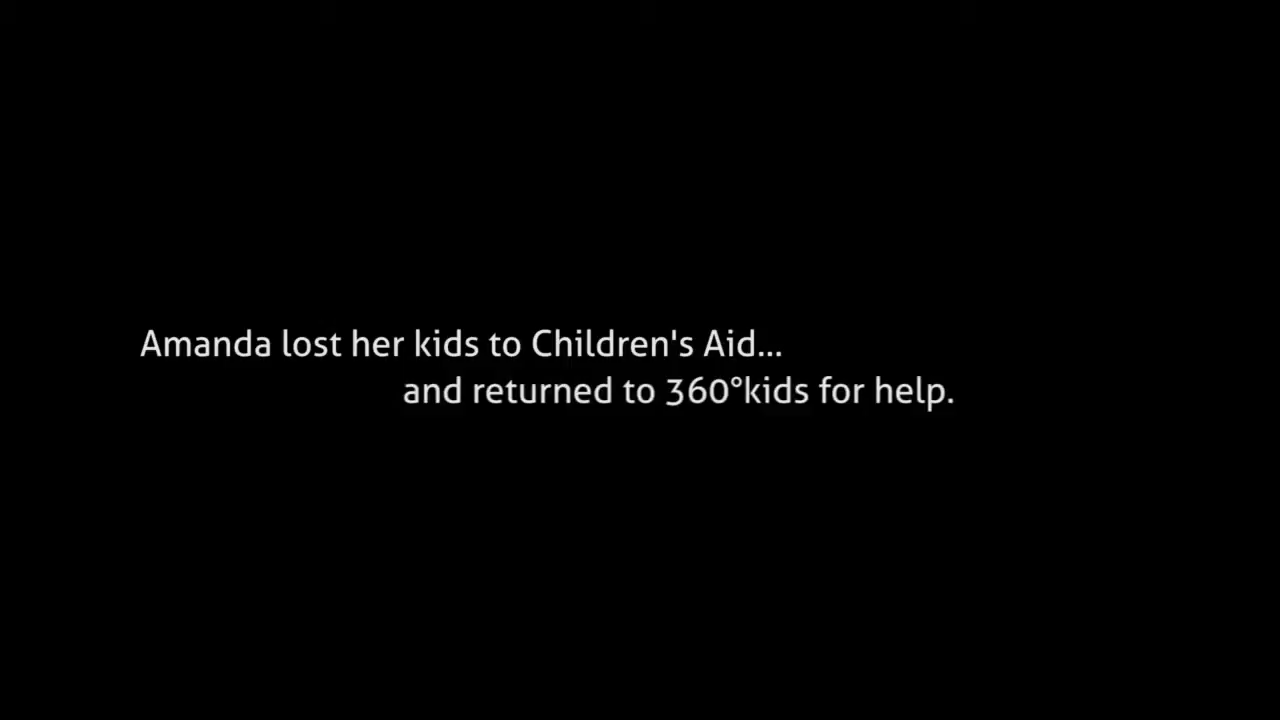 Amanda lost her kids to Children's Aid...
and returned to 360°kids for help.